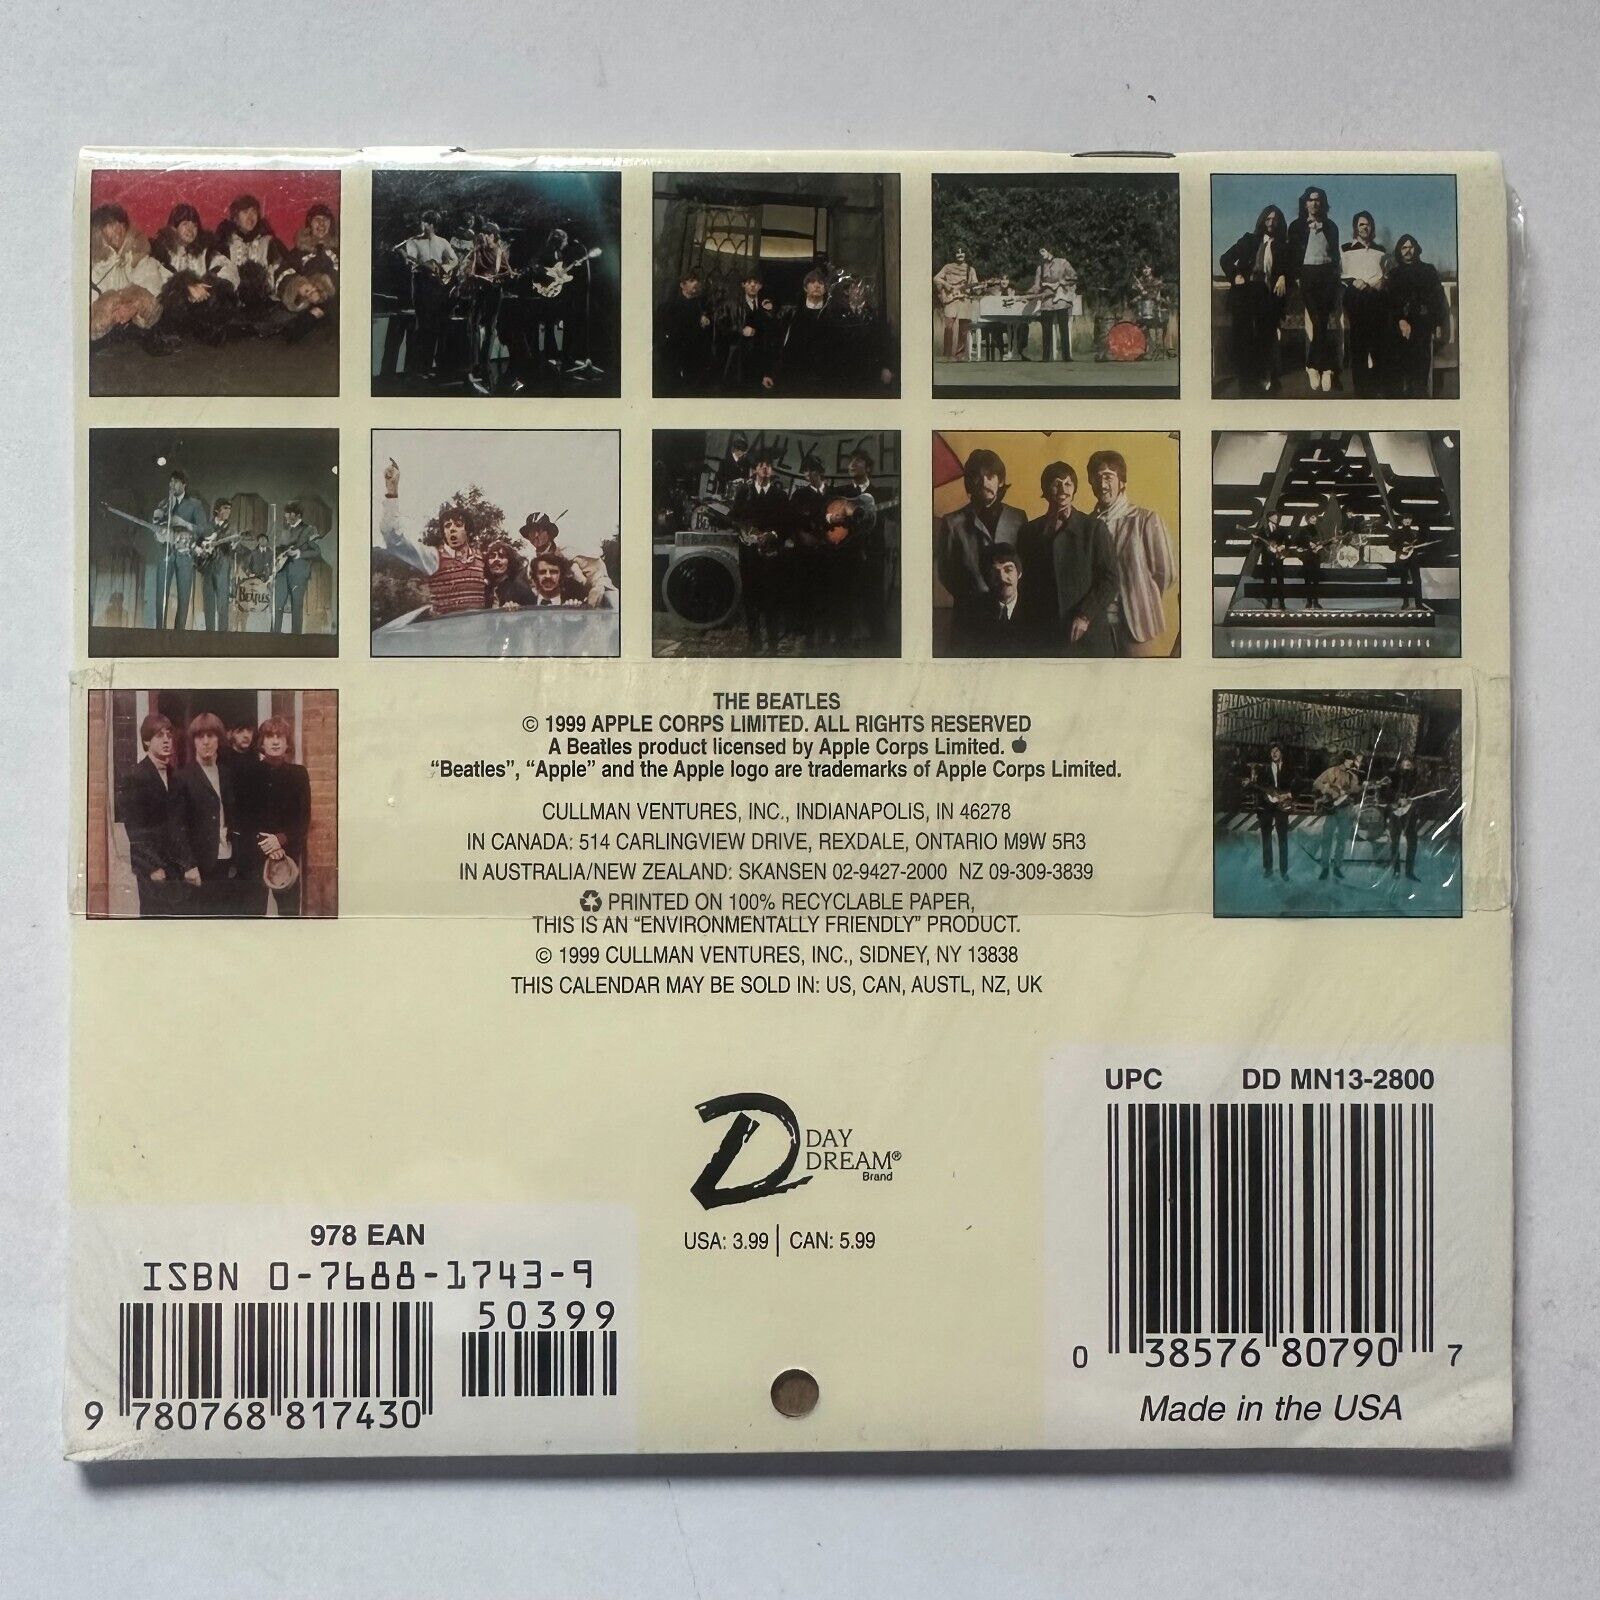 DAILY ECH
THE BEATLES
THE BEATLES
© 1999 APPLE CORPS LIMITED. ALL RIGHTS RESERVED
A Beatles product licensed by Apple Corps Limited.
“Beatles”, “Apple” and the Apple logo are trademarks of Apple Corps Limited.
CULLMAN VENTURES, INC., INDIANAPOLIS, IN 46278
IN CANADA: 514 CARLINGVIEW DRIVE, REXDALE, ONTARIO M9W 5R3
IN AUSTRALIA/NEW ZEALAND: SKANSEN 02-9427-2000 NZ 09-309-3839
PRINTED ON 100% RECYCLABLE PAPER,
THIS IS AN “ENVIRONMENTALLY FRIENDLY” PRODUCT.
© 1999 CULLMAN VENTURES, INC., SIDNEY, NY 13838
THIS CALENDAR MAY BE SOLD IN: US, CAN, AUSTL, NZ, UK
D DAY
DREAM®
Brand
USA: 3.99 | CAN: 5.99
978 EAN
ISBN 0-7688-1743-9
50399
9 780768 817430
UPC DD MN13-2800
0 38576 80790 7
Made in the USA